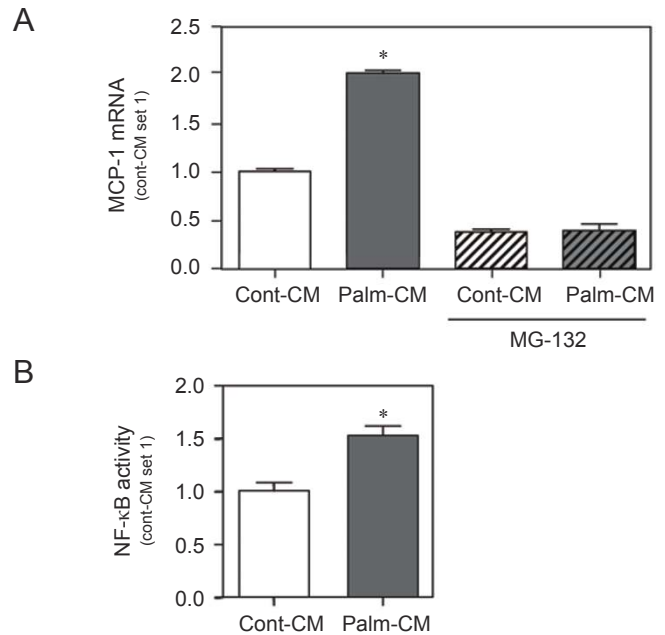 A
MCP-1 mRNA
(cont-CM set 1)
2.5
2.0
1.5
1.0
0.5
0.0
*
Cont-CM Palm-CM Cont-CM Palm-CM
MG-132
B
NF-κB activity
(cont-CM set 1)
2.0
1.5
1.0
0.5
0.0
*
Cont-CM Palm-CM